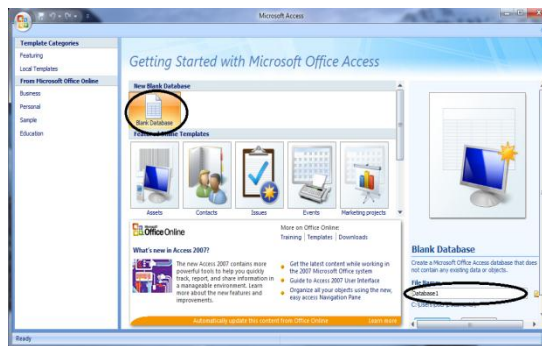 Microsoft Access
Template Categories
Featuring
Local Templates
From Microsoft Office Online
Business
Personal
Sample
Education
Getting Started with Microsoft Office Access
New Blank Database
Blank Database
Featured Online Templates
Assets
Contacts
Issues
Events
Marketing projects
Microsoft
Office Online
More on Office Online:
Training | Templates | Downloads
What's new in Access 2007?
The new Access 2007 contains more
powerful tools to help you quickly
track, report, and share information in
a manageable environment. Learn
more about the new features and
improvements.
Get the latest content while working in
the 2007 Microsoft Office system
Guide to Access 2007 User Interface
Organize all your objects using the new,
easy access Navigation Pane
Automatically update this content from Office Online
Learn more
Blank Database
Create a Microsoft Office Access database that does
not contain any existing data or objects.
File Name:
Database1
Ready